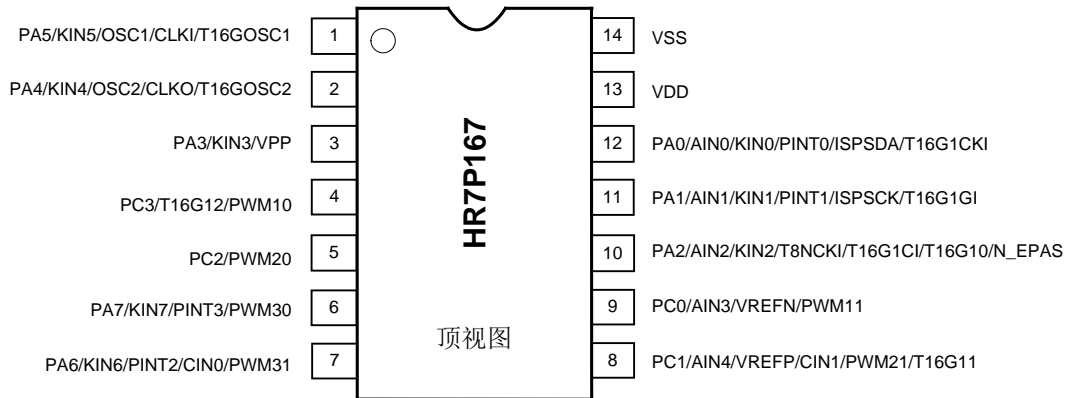 PA5/KIN5/OSC1/CLKI/T16GOSC1 1 14 VSS
PA4/KIN4/OSC2/CLKO/T16GOSC2 2 13 VDD
PA3/KIN3/VPP 3 12 PA0/AIN0/KIN0/PINT0/ISPSDA/T16G1CKI
PC3/T16G12/PWM10 4 11 PA1/AIN1/KIN1/PINT1/ISPSCK/T16G1GI
PC2/PWM20 5 10 PA2/AIN2/KIN2/T8NCKI/T16G1CI/T16G10/N_EPAS
PA7/KIN7/PINT3/PWM30 6 9 PC0/AIN3/VREFN/PWM11
PA6/KIN6/PINT2/CIN0/PWM31 7 8 PC1/AIN4/VREFP/CIN1/PWM21/T16G11
HR7P167
顶视图